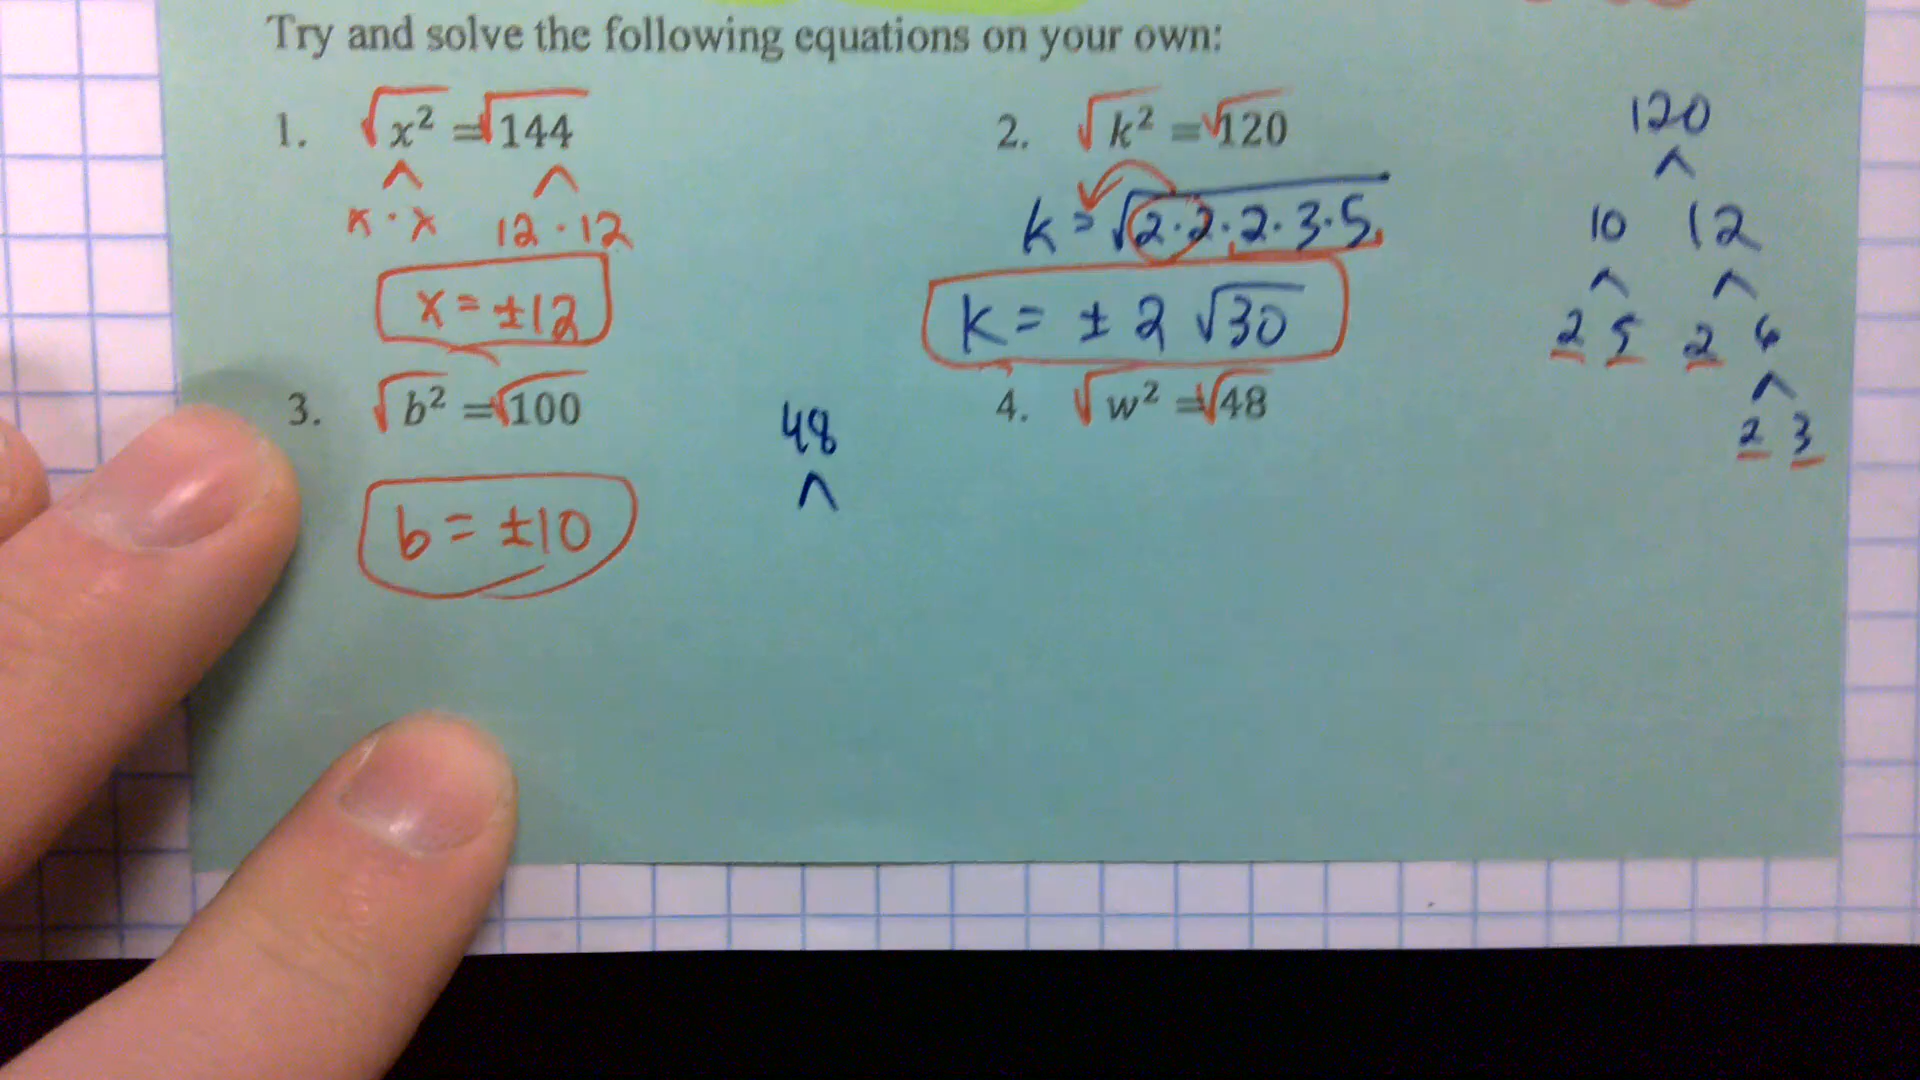 Try and solve the following equations on your own:
1. √x² = √144
x · x 12 · 12
x = ±12
2. √k² = √120
k = √2·2·2·3·5
k = ± 2 √30
120
10 12
2 5 2 6
2 3
3. √b² = √100
b = ±10
4. √w² = √48
48